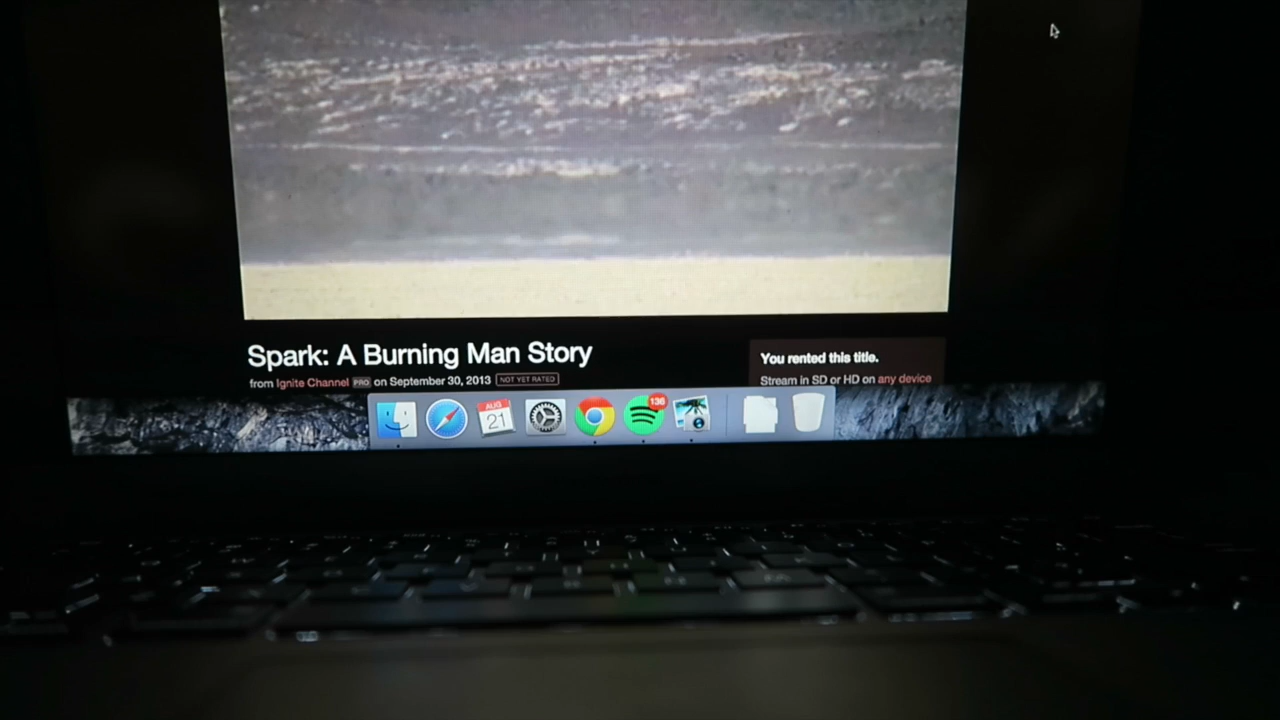 Spark: A Burning Man Story
from Ignite Channel PRO on September 30, 2013 NOT YET RATED
You rented this title.
Stream in SD or HD on any device
AUG
21
136